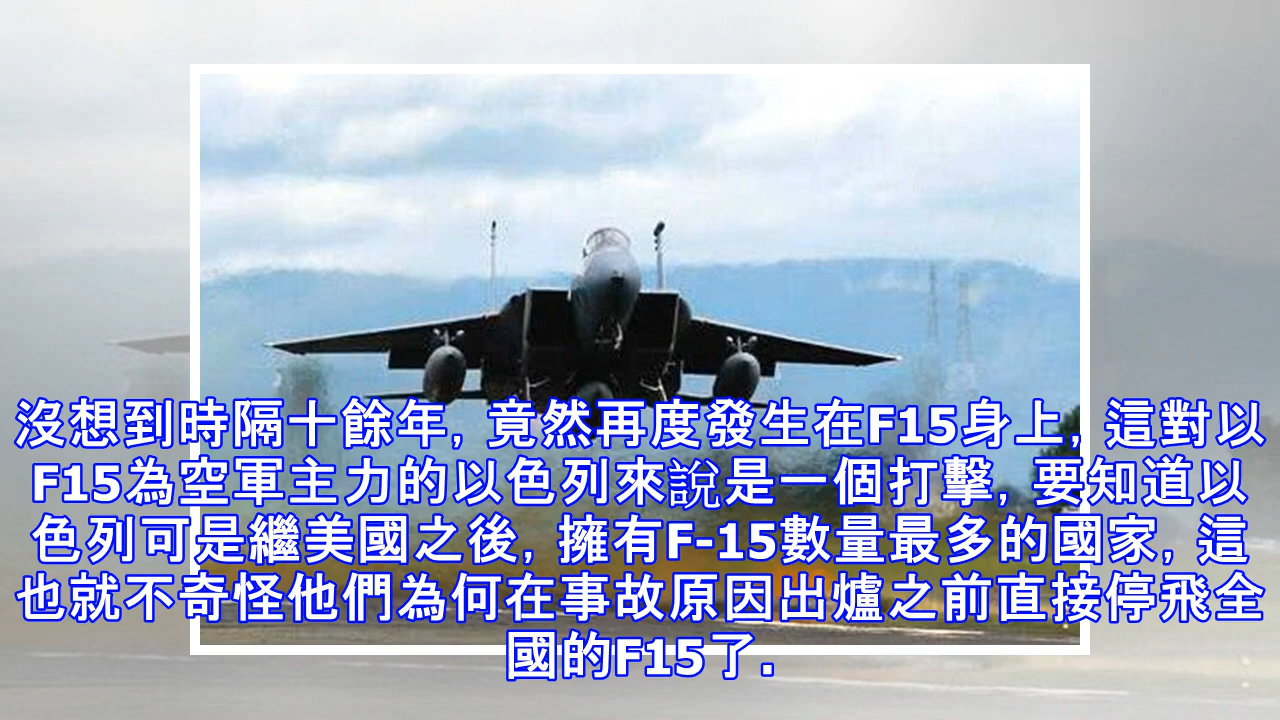 沒想到時隔十餘年, 竟然再度發生在F15身上, 這對以
F15為空軍主力的以色列來說是一個打擊, 要知道以
色列可是繼美國之後, 擁有F-15數量最多的國家, 這
也就不奇怪他們為何在事故原因出爐之前直接停飛全
國的F15了.